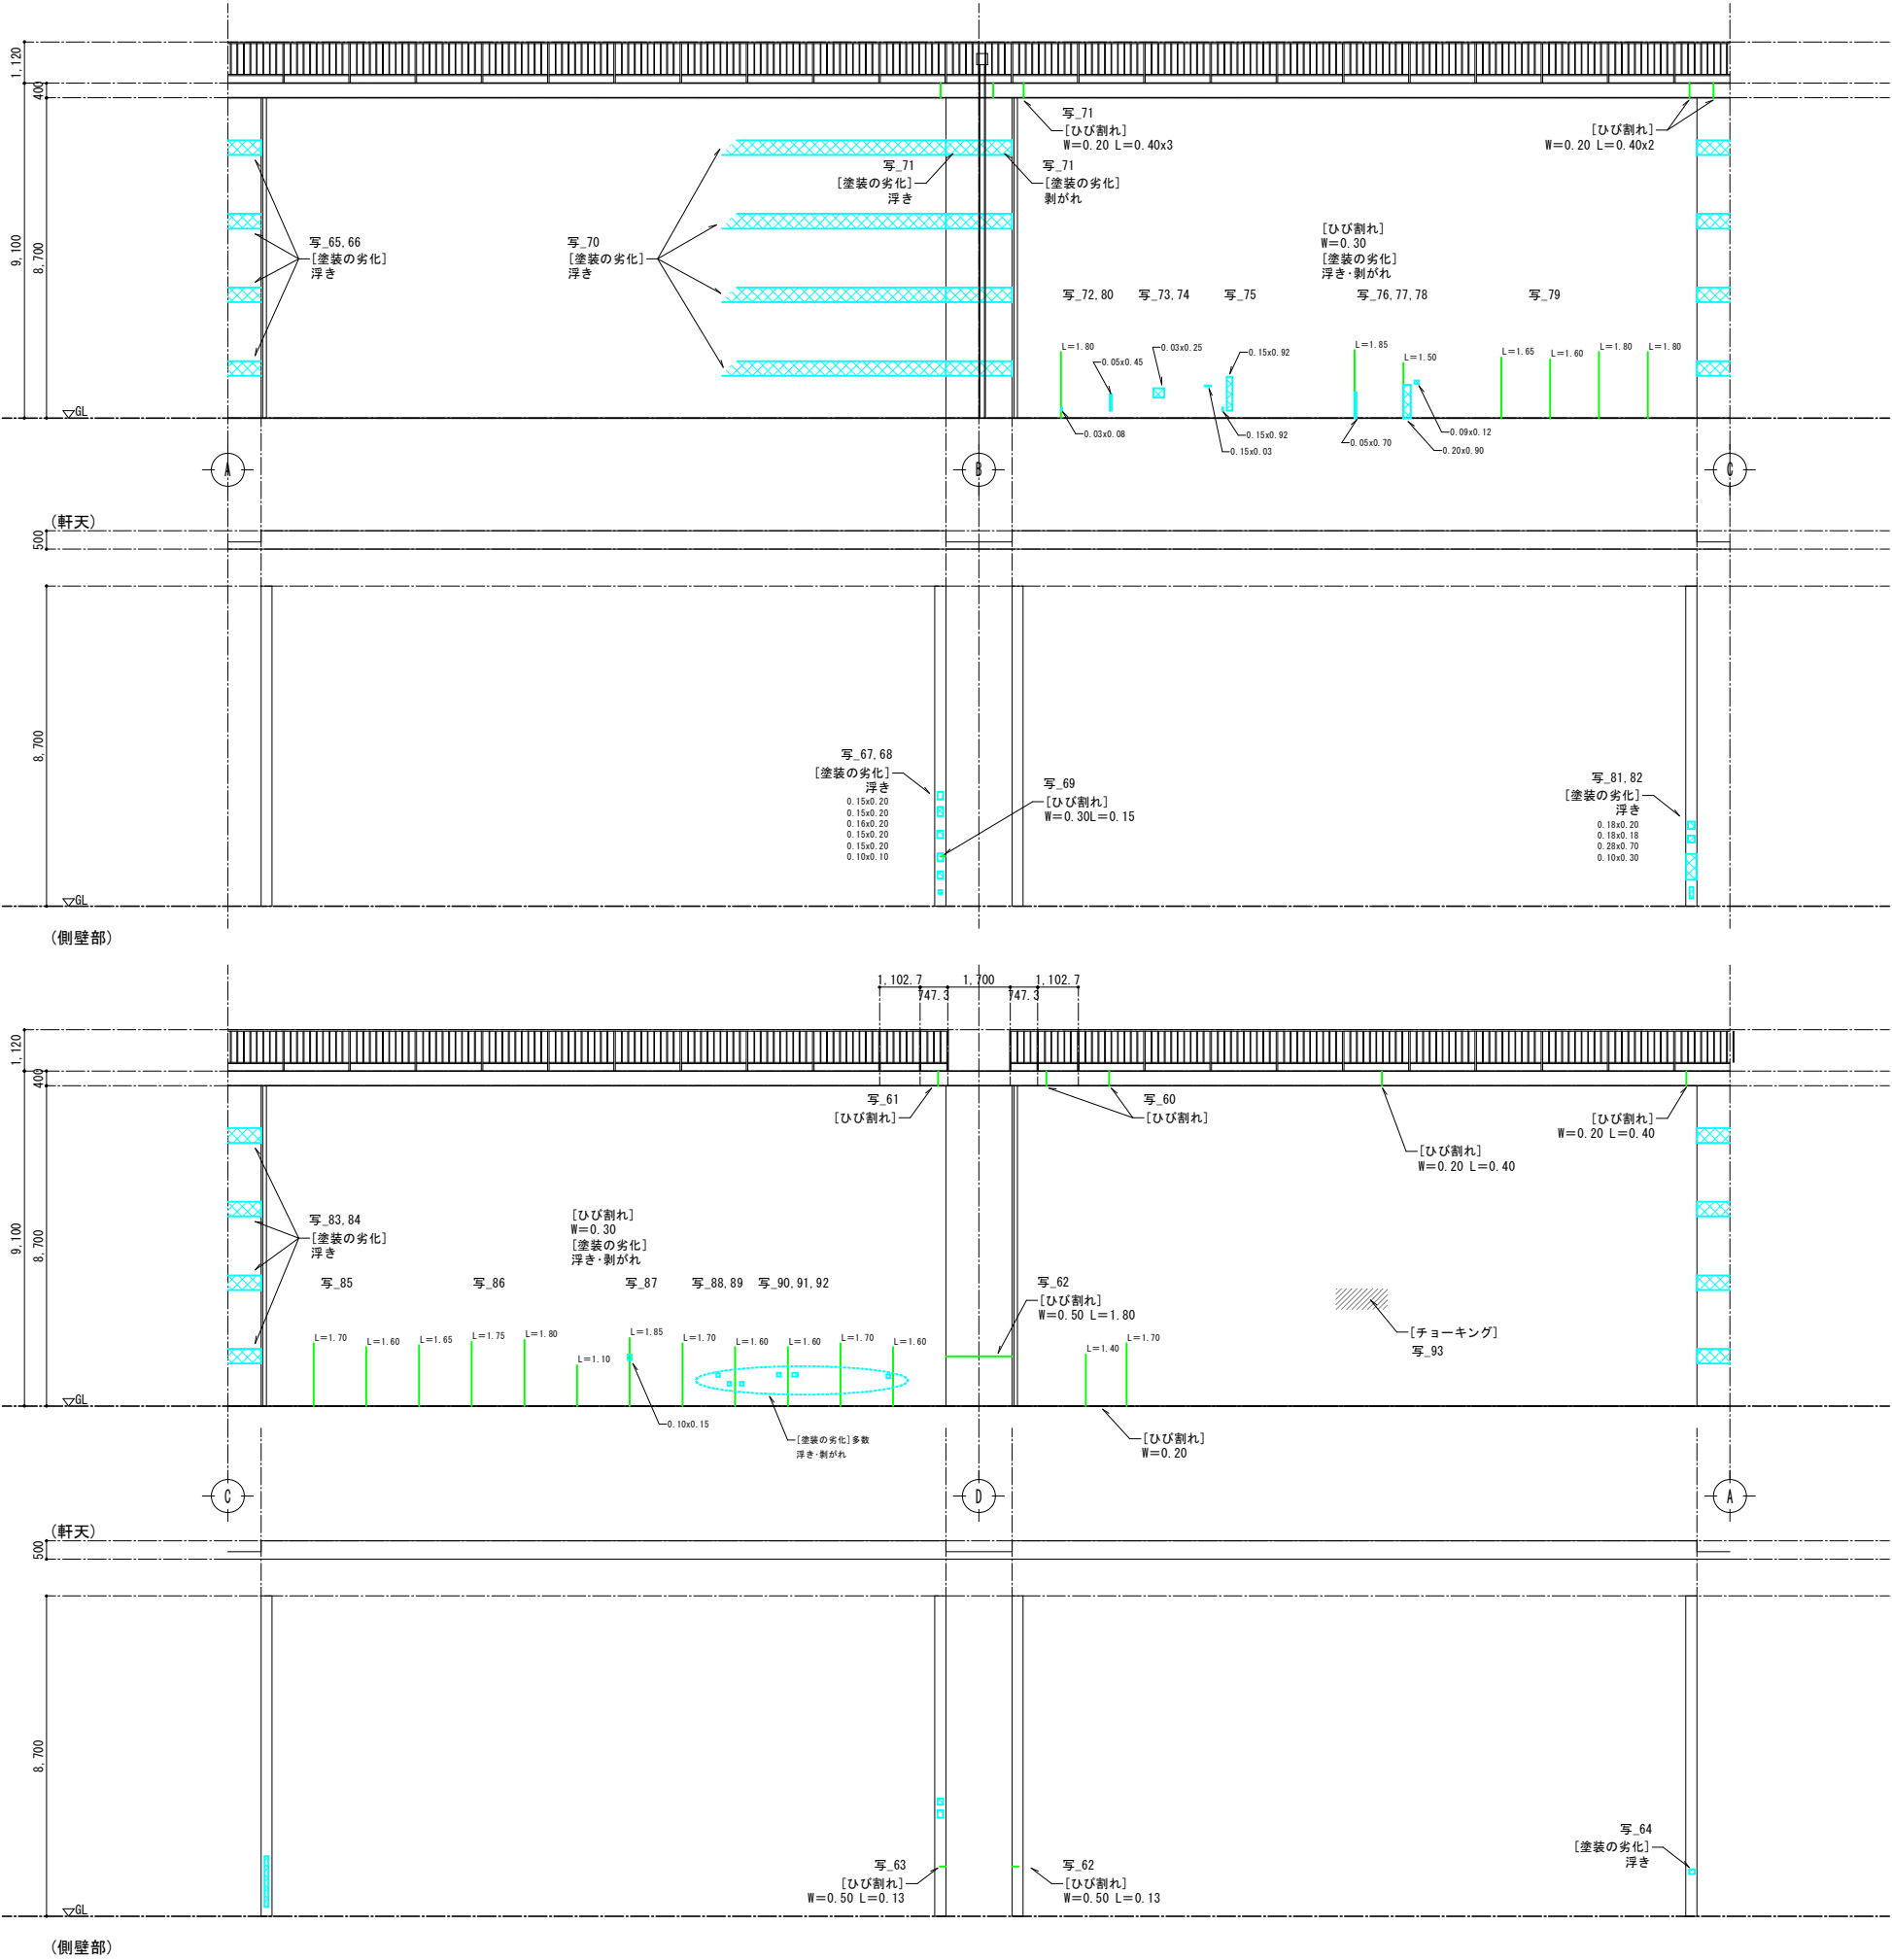 1,120
400
9,100
8,700
写_71
[ひび割れ]
W=0.20 L=0.40x3
[ひび割れ]
W=0.20 L=0.40x2
写_71
[塗装の劣化]
浮き
写_71
[塗装の劣化]
剥がれ
写_65,66
[塗装の劣化]
浮き
写_70
[塗装の劣化]
浮き
[ひび割れ]
W=0.30
[塗装の劣化]
浮き・剥がれ
写_72,80
写_73,74
写_75
写_76,77,78
写_79
L=1.80
0.05x0.45
0.03x0.25
0.15x0.92
L=1.85
L=1.50
L=1.65
L=1.60
L=1.80
L=1.80
▽GL
0.03x0.08
0.15x0.92
0.15x0.03
0.05x0.70
0.09x0.12
0.20x0.90
A
B
C
(軒天)
500
8,700
写_67,68
[塗装の劣化]
浮き
0.15x0.20
0.15x0.20
0.16x0.20
0.15x0.20
0.15x0.20
0.10x0.10
写_69
[ひび割れ]
W=0.30L=0.15
写_81,82
[塗装の劣化]
浮き
0.18x0.20
0.18x0.18
0.28x0.70
0.10x0.30
▽GL
(側壁部)
1,102.7
1,700
1,102.7
747.3
747.3
1,120
400
9,100
8,700
写_61
[ひび割れ]
写_60
[ひび割れ]
[ひび割れ]
W=0.20 L=0.40
[ひび割れ]
W=0.20 L=0.40
写_83,84
[塗装の劣化]
浮き
[ひび割れ]
W=0.30
[塗装の劣化]
浮き・剥がれ
写_85
写_86
写_87
写_88,89
写_90,91,92
写_62
[ひび割れ]
W=0.50 L=1.80
L=1.70
L=1.60
L=1.65
L=1.75
L=1.80
L=1.10
L=1.85
L=1.70
L=1.60
L=1.60
L=1.70
L=1.60
L=1.40
L=1.70
[チョーキング]
写_93
▽GL
0.10x0.15
[塗装の劣化]多数
浮き・剥がれ
[ひび割れ]
W=0.20
C
D
A
(軒天)
500
8,700
写_63
[ひび割れ]
W=0.50 L=0.13
写_62
[ひび割れ]
W=0.50 L=0.13
写_64
[塗装の劣化]
浮き
▽GL
(側壁部)